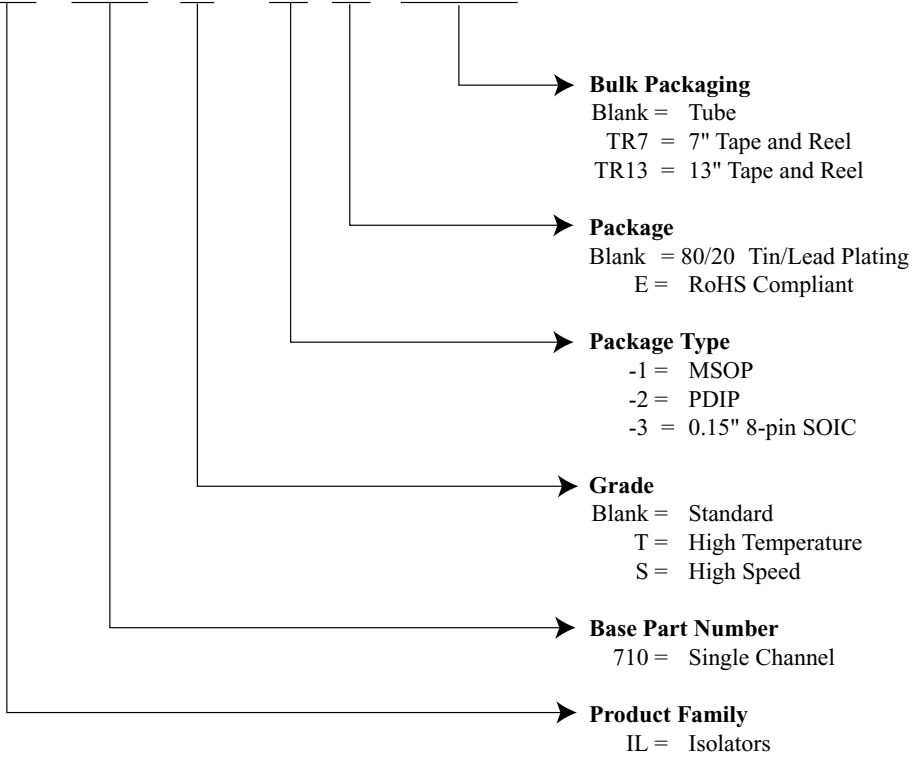 Bulk Packaging
Blank = Tube
TR7 = 7" Tape and Reel
TR13 = 13" Tape and Reel
Package
Blank = 80/20 Tin/Lead Plating
E = RoHS Compliant
Package Type
-1 = MSOP
-2 = PDIP
-3 = 0.15" 8-pin SOIC
Grade
Blank = Standard
T = High Temperature
S = High Speed
Base Part Number
710 = Single Channel
Product Family
IL = Isolators